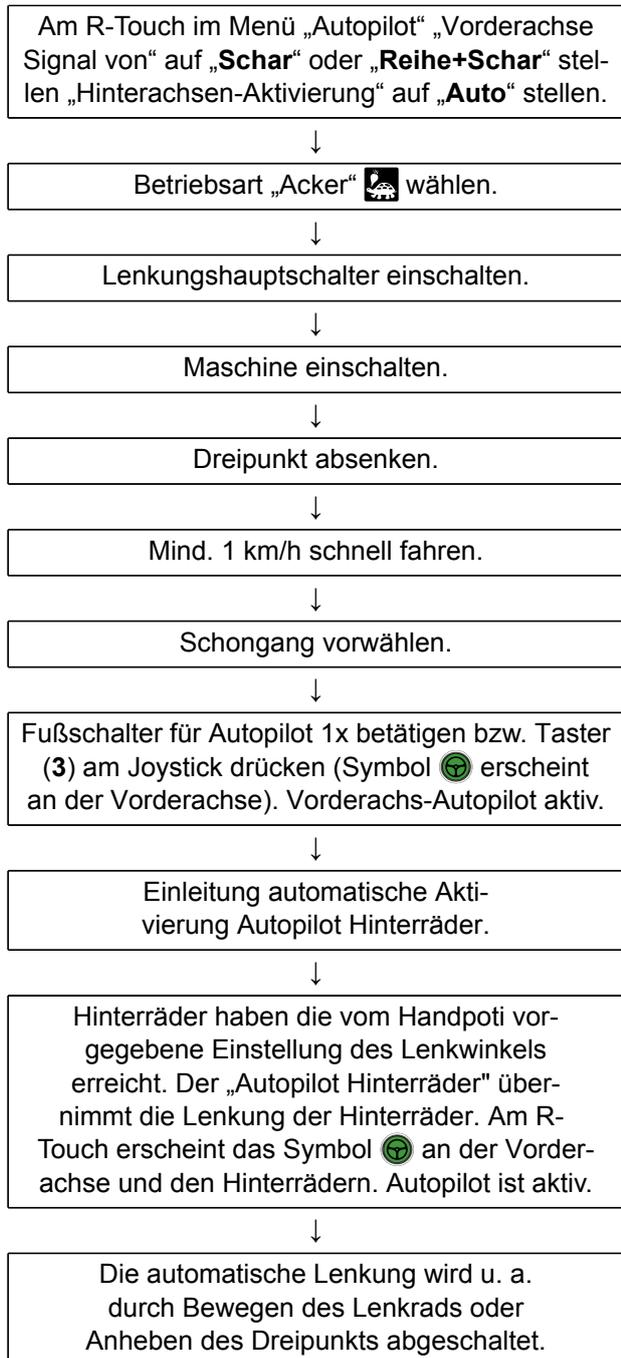 Am R-Touch im Menü „Autopilot“ „Vorderachse
Signal von“ auf „Schar“ oder „Reihe+Schar“ stel-
len „Hinterachsen-Aktivierung“ auf „Auto“ stellen.
↓
Betriebsart „Acker“ wählen.
↓
Lenkungshauptschalter einschalten.
↓
Maschine einschalten.
↓
Dreipunkt absenken.
↓
Mind. 1 km/h schnell fahren.
↓
Schongang vorwählen.
↓
Fußschalter für Autopilot 1x betätigen bzw. Taster
(3) am Joystick drücken (Symbol erscheint
an der Vorderachse). Vorderachs-Autopilot aktiv.
↓
Einleitung automatische Akti-
vierung Autopilot Hinterräder.
↓
Hinterräder haben die vom Handpoti vor-
gegebene Einstellung des Lenkwinkels
erreicht. Der „Autopilot Hinterräder" über-
nimmt die Lenkung der Hinterräder. Am R-
Touch erscheint das Symbol an der Vorder-
achse und den Hinterrädern. Autopilot ist aktiv.
↓
Die automatische Lenkung wird u. a.
durch Bewegen des Lenkrads oder
Anheben des Dreipunkts abgeschaltet.